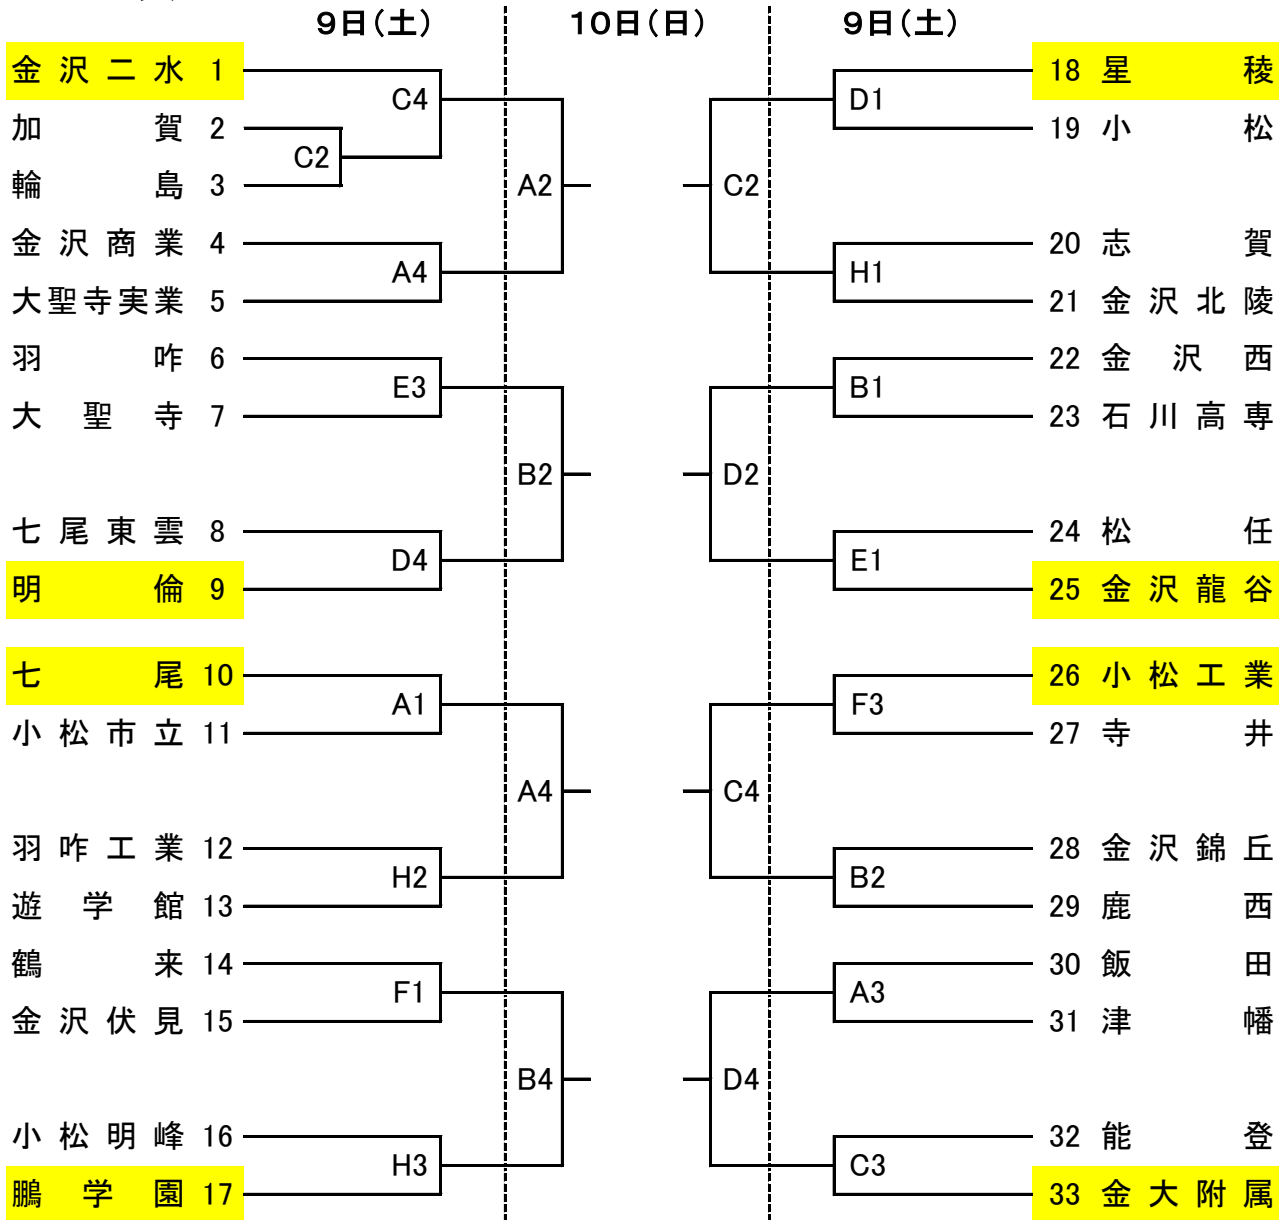 9日(土) 10日(日) 9日(土)
金沢二水 1 C4 D1 18 星稜
加賀 2 19 小松
C2
輪島 3 A2 C2
金沢商業 4 20 志賀
A4 H1
大聖寺実業 5 21 金沢北陵
羽咋 6 22 金沢西
E3 B1
大聖寺 7 23 石川高専
B2 D2
七尾東雲 8 24 松任
D4 E1
明倫 9 25 金沢龍谷
七尾 10 26 小松工業
A1 F3
小松市立 11 27 寺井
A4 C4
羽咋工業 12 28 金沢錦丘
H2 B2
遊学館 13 29 鹿西
鶴来 14 30 飯田
F1 A3
金沢伏見 15 31 津幡
B4 D4
小松明峰 16 32 能登
H3 C3
鵬学園 17 33 金大附属